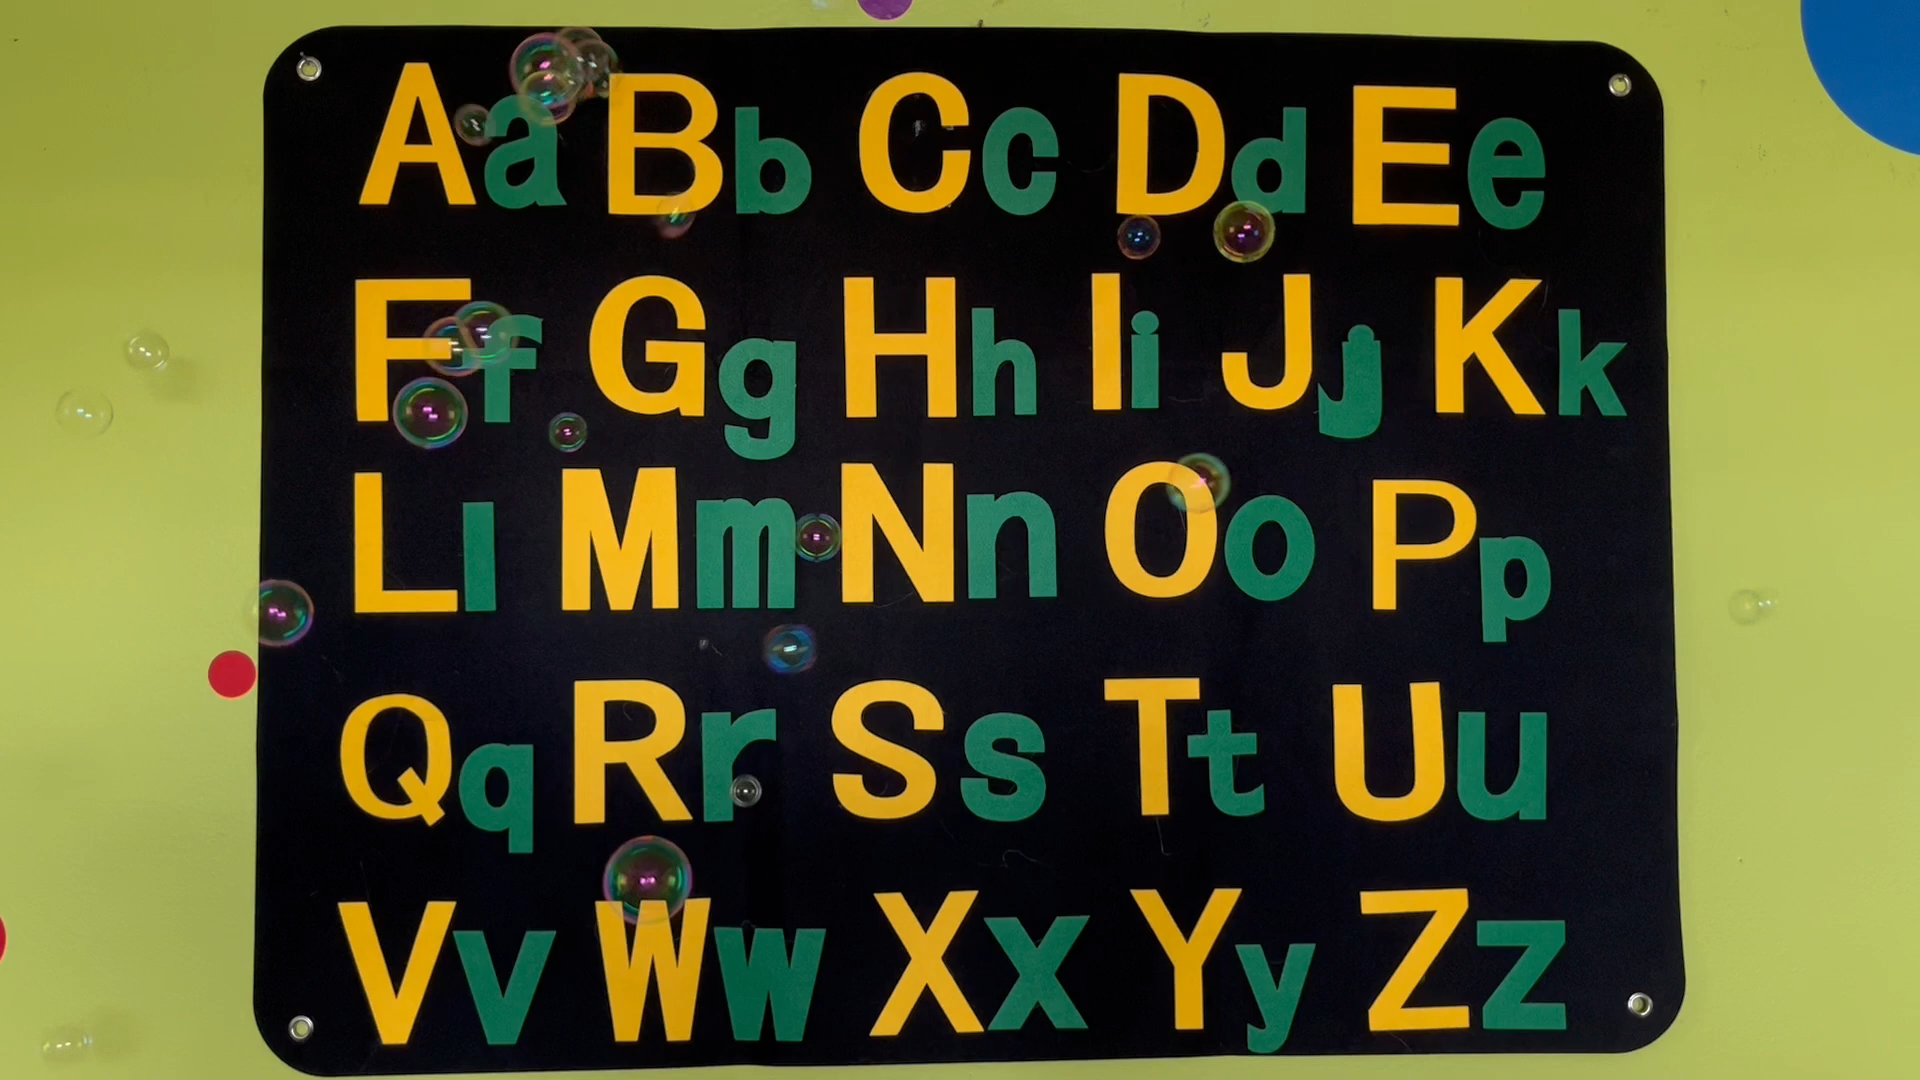 Aa Bb Cc Dd Ee
Ff Gg Hh Ii Jj Kk
Ll Mm Nn Oo Pp
Qq Rr Ss Tt Uu
Vv Ww Xx Yy Zz